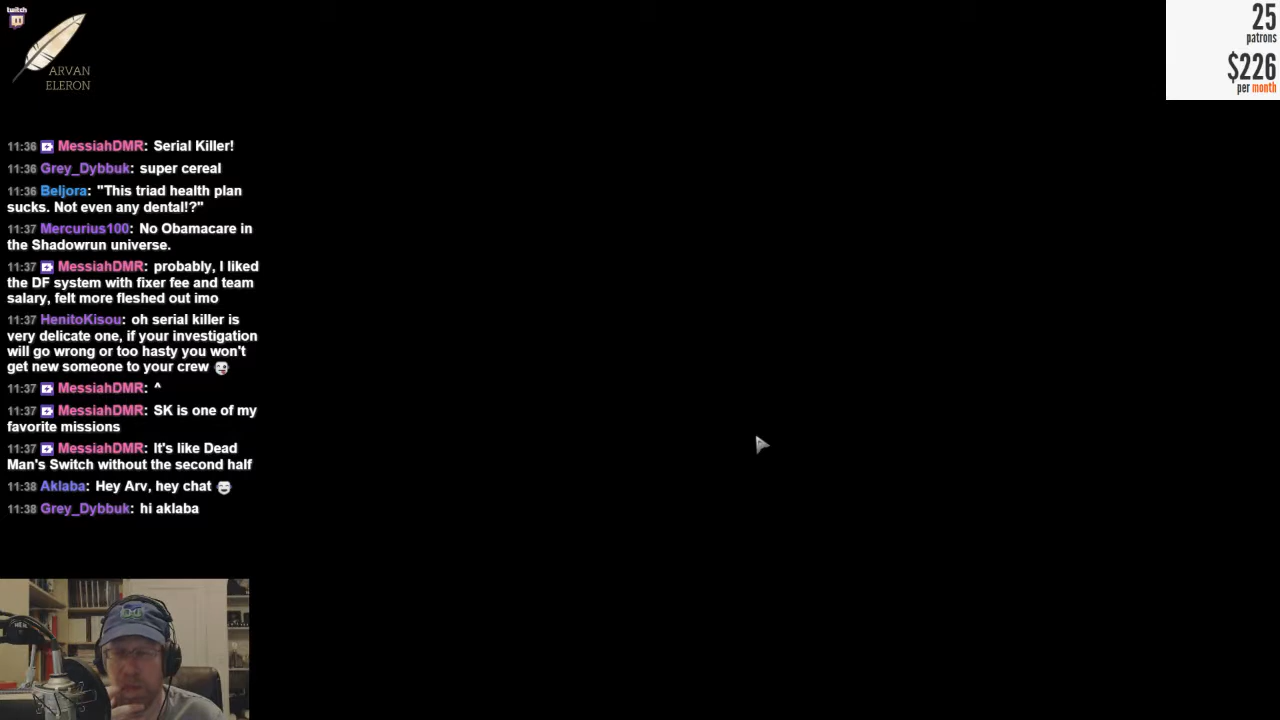 twitch
ARVAN
ELERON
25
patrons
$226
per month
11:36 MessiahDMR: Serial Killer!
11:36 Grey_Dybbuk: super cereal
11:36 Beljora: "This triad health plan
sucks. Not even any dental!?"
11:37 Mercurius100: No Obamacare in
the Shadowrun universe.
11:37 MessiahDMR: probably, I liked
the DF system with fixer fee and team
salary, felt more fleshed out imo
11:37 HenitoKisou: oh serial killer is
very delicate one, if your investigation
will go wrong or too hasty you won't
get new someone to your crew
11:37 MessiahDMR: ^
11:37 MessiahDMR: SK is one of my
favorite missions
11:37 MessiahDMR: It's like Dead
Man's Switch without the second half
11:38 Aklaba: Hey Arv, hey chat
11:38 Grey_Dybbuk: hi aklaba